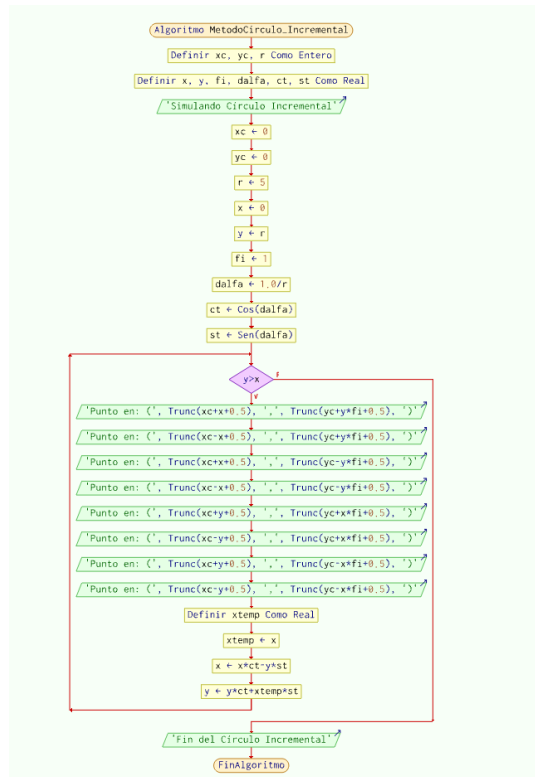 Algoritmo MetodoCirculo_Incremental
Definir xc, yc, r Como Entero
Definir x, y, fi, dalfa, ct, st Como Real
'Simulando Círculo Incremental'
xc ← 0
yc ← 0
r ← 5
x ← 0
y ← r
fi ← 1
dalfa ← 1.0/r
ct ← Cos(dalfa)
st ← Sen(dalfa)
y>x
F
V
'Punto en: (', Trunc(xc+x+0.5), ',', Trunc(yc+y*fi+0.5), ')'
'Punto en: (', Trunc(xc-x+0.5), ',', Trunc(yc+y*fi+0.5), ')'
'Punto en: (', Trunc(xc+x+0.5), ',', Trunc(yc-y*fi+0.5), ')'
'Punto en: (', Trunc(xc-x+0.5), ',', Trunc(yc-y*fi+0.5), ')'
'Punto en: (', Trunc(xc+y+0.5), ',', Trunc(yc+x*fi+0.5), ')'
'Punto en: (', Trunc(xc-y+0.5), ',', Trunc(yc+x*fi+0.5), ')'
'Punto en: (', Trunc(xc+y+0.5), ',', Trunc(yc-x*fi+0.5), ')'
'Punto en: (', Trunc(xc-y+0.5), ',', Trunc(yc-x*fi+0.5), ')'
Definir xtemp Como Real
xtemp ← x
x ← x*ct-y*st
y ← y*ct+xtemp*st
'Fin del Círculo Incremental'
FinAlgoritmo